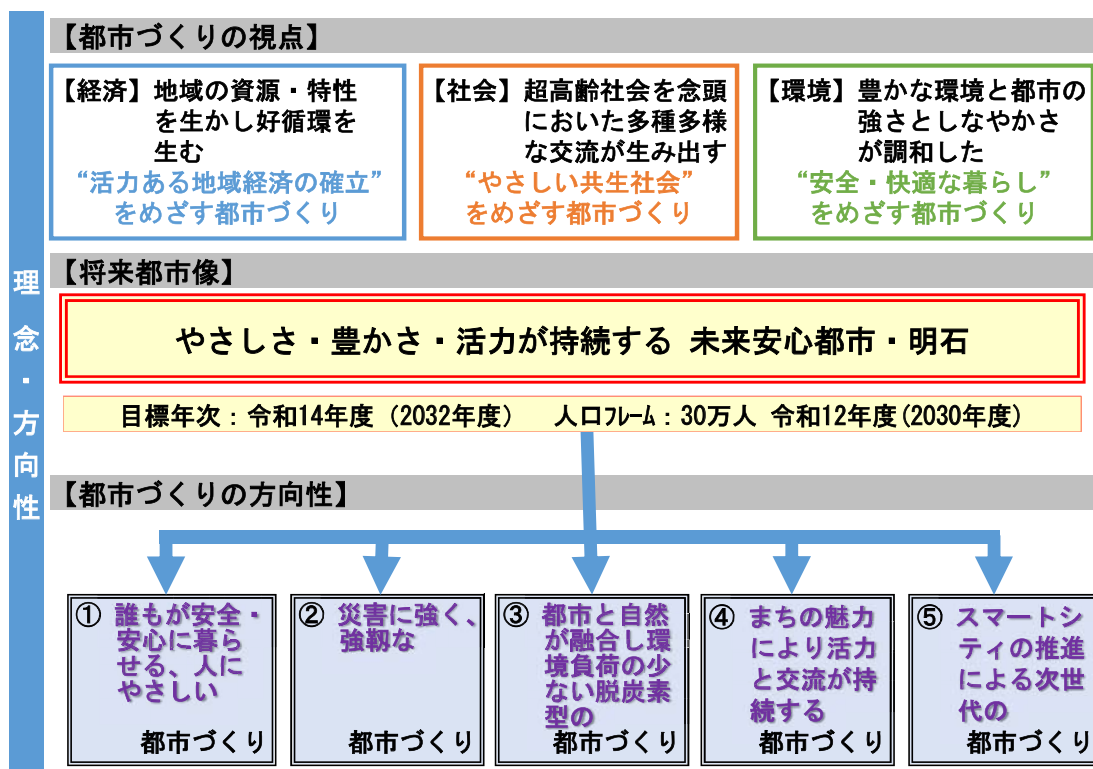 理念・方向性
【都市づくりの視点】
【経済】地域の資源・特性
を生かし好循環を
生む
“活力ある地域経済の確立”
をめざす都市づくり
【社会】超高齢社会を念頭
において多種多様
な交流が生み出す
“やさしい共生社会”
をめざす都市づくり
【環境】豊かな環境と都市の
強さとしなやかさ
が調和した
“安全・快適な暮らし”
をめざす都市づくり
【将来都市像】
やさしさ・豊かさ・活力が持続する 未来安心都市・明石
目標年次：令和14年度（2032年度） 人口フレーム：30万人 令和12年度(2030年度)
【都市づくりの方向性】
① 誰もが安全・
安心に暮ら
せる、人に
やさしい
都市づくり
② 災害に強く、
強靱な
都市づくり
③ 都市と自然
が融合し環
境負荷の少
ない脱炭素
型の
都市づくり
④ まちの魅力
により活力
と交流が持
続する
都市づくり
⑤ スマートシ
ティの推進
による次世
代の
都市づくり